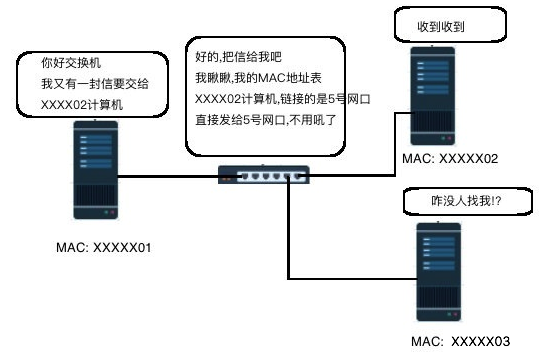 你好交换机
我又有一封信要交给
XXXX02计算机
好的,把信给我吧
我瞅瞅,我的MAC地址表
XXXX02计算机,链接的是5号网口
直接发给5号网口,不用吼了
收到收到
MAC: XXXXX02
咋没人找我!?
MAC: XXXXX01
MAC: XXXXX03